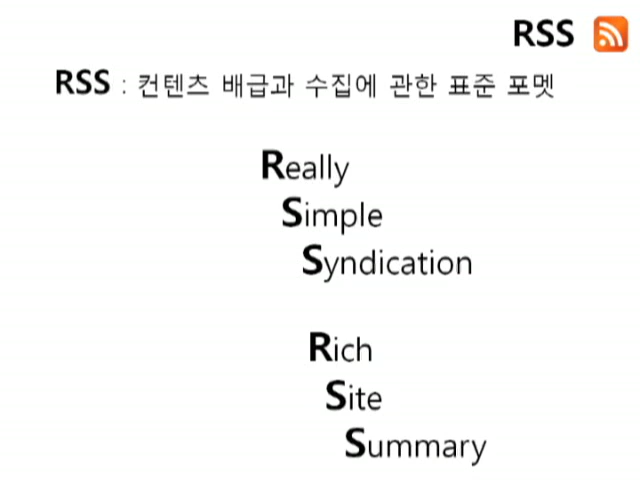 RSS
RSS : 컨텐츠 배급과 수집에 관한 표준 포멧
Really
Simple
Syndication
Rich
Site
Summary